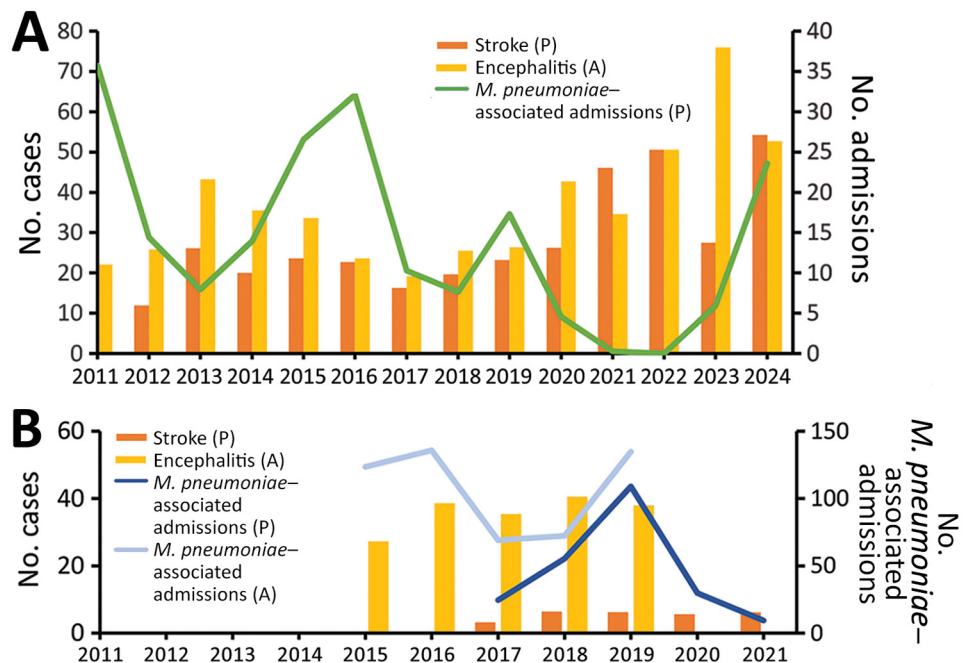 A
80
70
60
50
40
30
20
10
0
No. cases
Stroke (P)
Encephalitis (A)
M. pneumoniae–
associated admissions (P)
40
35
30
25
20
15
10
5
0
No. admissions
2011 2012 2013 2014 2015 2016 2017 2018 2019 2020 2021 2022 2023 2024
B
60
40
20
0
No. cases
Stroke (P)
Encephalitis (A)
M. pneumoniae–
associated
admissions (P)
M. pneumoniae–
associated
admissions (A)
150
100
50
0
No.
M. pneumoniae–
associated
admissions
2011 2012 2013 2014 2015 2016 2017 2018 2019 2020 2021